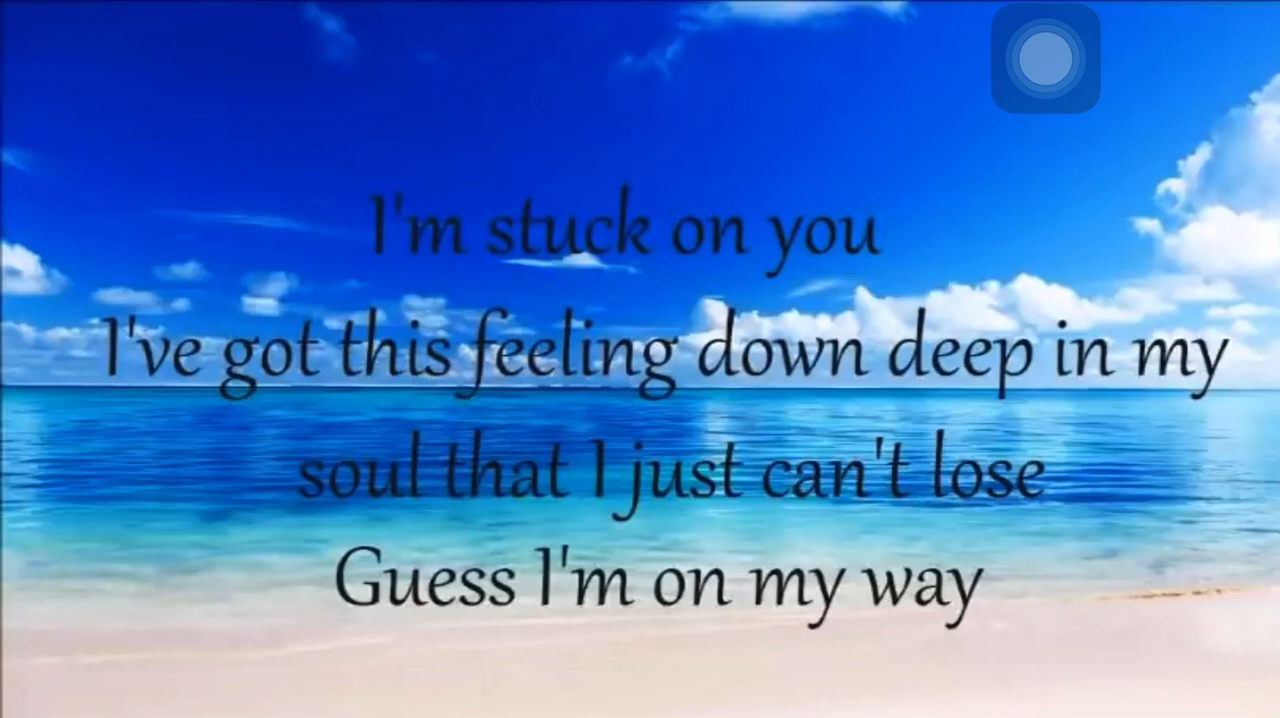 I'm stuck on you
I've got this feeling down deep in my
soul that I just can't lose
Guess I'm on my way